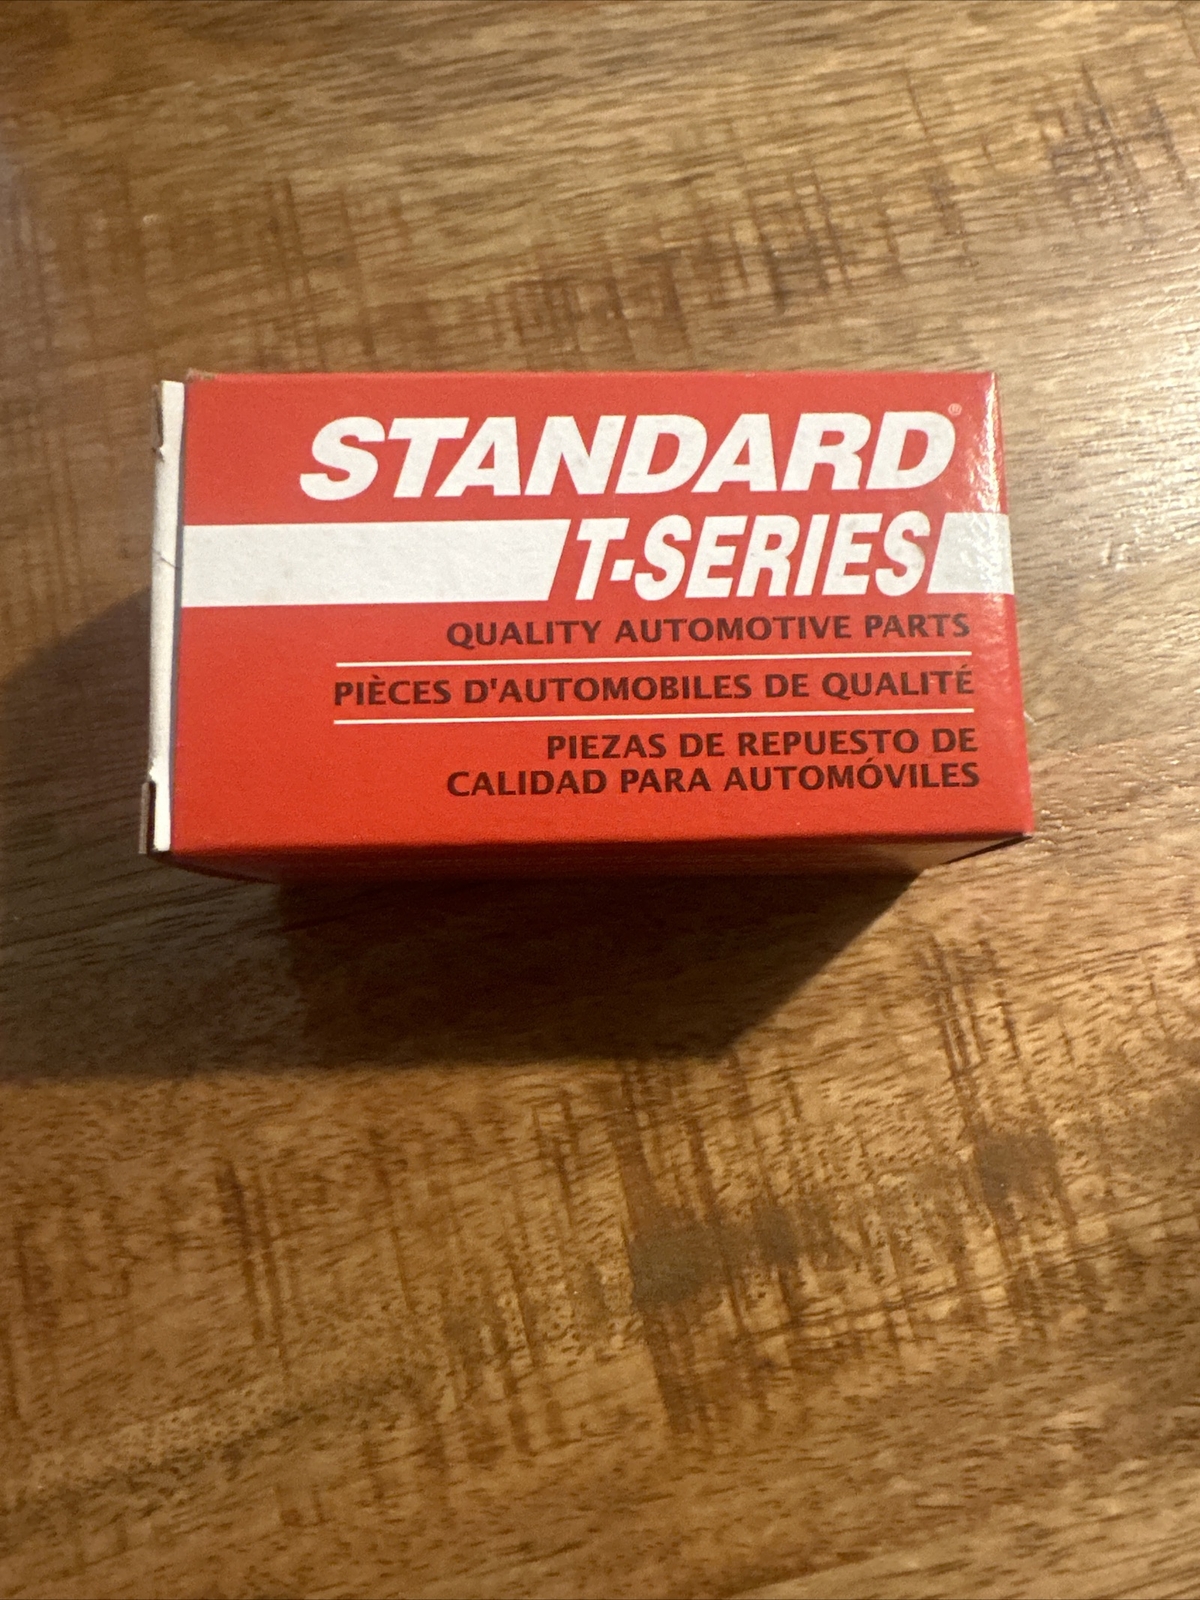 STANDARD®
T-SERIES
QUALITY AUTOMOTIVE PARTS
PIÈCES D'AUTOMOBILES DE QUALITÉ
PIEZAS DE REPUESTO DE
CALIDAD PARA AUTOMÓVILES